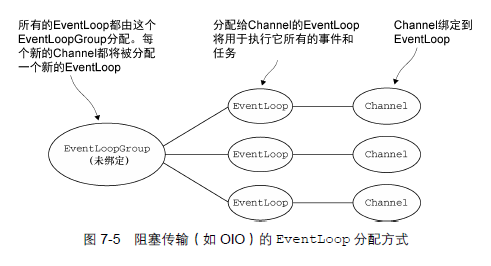 所有的EventLoop都由这个
EventLoopGroup分配。每
个新的Channel都将被分配
一个新的EventLoop
分配给Channel的EventLoop
将用于执行它所有的事件和
任务
Channel绑定到
EventLoop
EventLoopGroup
(未绑定)
EventLoop
Channel
EventLoop
Channel
EventLoop
Channel
图 7-5 阻塞传输（如 OIO）的 EventLoop 分配方式